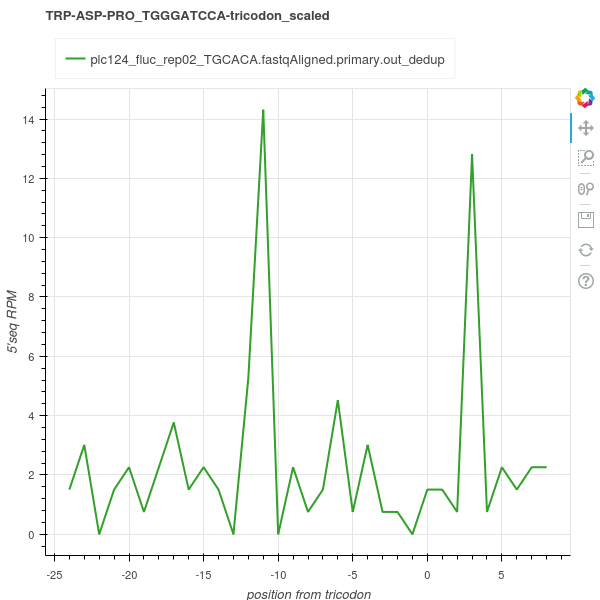 TRP-ASP-PRO_TGGGATCCA-tricodon_scaled
plc124_fluc_rep02_TGCACA.fastqAligned.primary.out_dedup
14
12
10
8
6
4
2
0
5'seq RPM
-25 -20 -15 -10 -5 0 5
position from tricodon